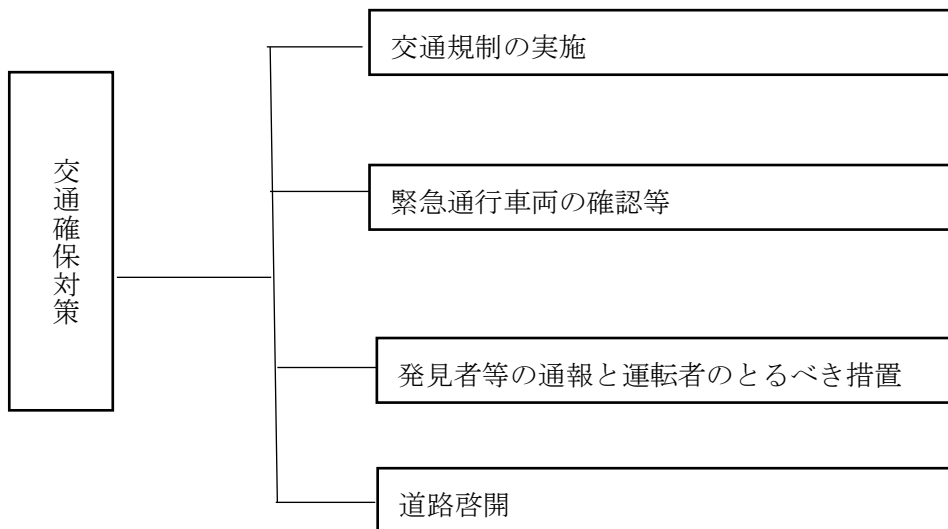 交通確保対策
交通規制の実施
緊急通行車両の確認等
発見者等の通報と運転者のとるべき措置
道路啓開